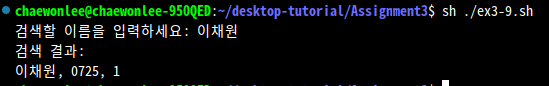 chaewonlee@chaewonlee-950QED:~/desktop-tutorial/Assignment3$ sh ./ex3-9.sh
검색할 이름을 입력하세요: 이채원
검색 결과:
이채원, 0725, 1